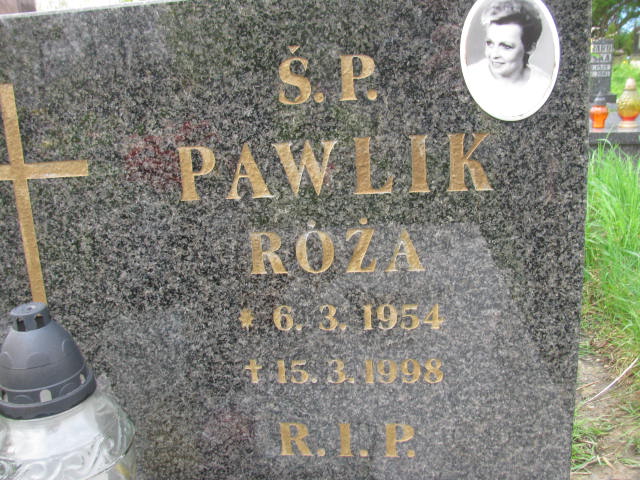 Ś. P.
PAWLIK
RÓŻA
* 6. 3. 1954
† 15. 3. 1998
R. I. P.